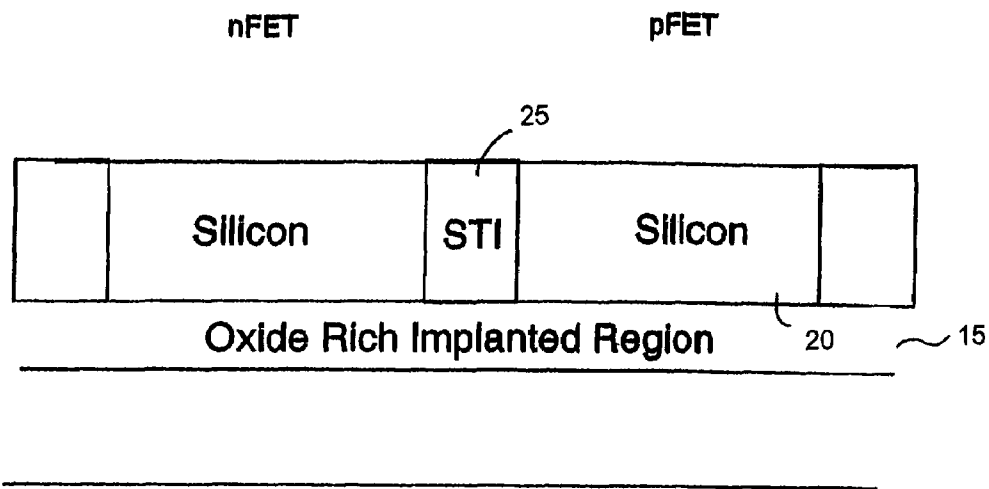 nFET pFET
25
Silicon STI Silicon
Oxide Rich Implanted Region 20 15